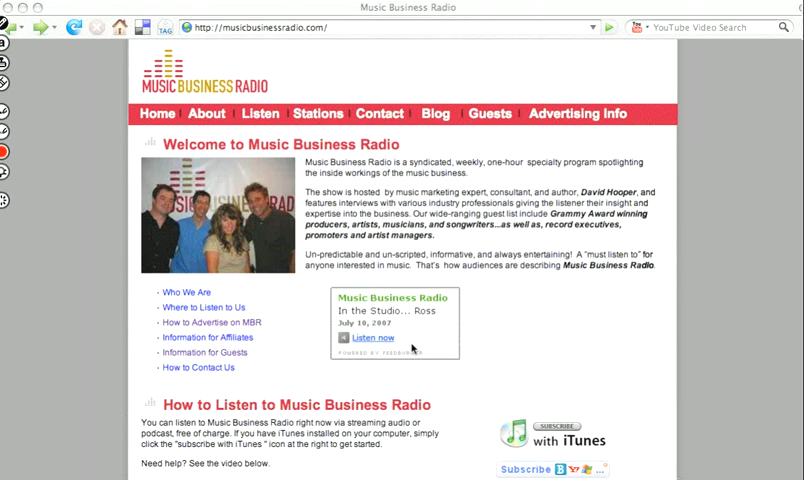 Music Business Radio
http://musicbusinessradio.com/
YouTube Video Search
TAG
MUSICBUSINESSRADIO
Home About Listen Stations Contact Blog Guests Advertising Info
Welcome to Music Business Radio
Music Business Radio is a syndicated, weekly, one-hour specialty program spotlighting
the inside workings of the music business.
The show is hosted by music marketing expert, consultant, and author, David Hooper, and
features interviews with various industry professionals giving the listener their insight and
expertise into the business. Our wide-ranging guest list include Grammy Award winning
producers, artists, musicians, and songwriters...as well as, record executives,
promoters and artist managers.
Un-predictable and un-scripted, informative, and always entertaining! A "must listen to" for
anyone interested in music. That's how audiences are describing Music Business Radio.
· Who We Are
· Where to Listen to Us
· How to Advertise on MBR
· Information for Affiliates
· Information for Guests
· How to Contact Us
Music Business Radio
In the Studio... Ross
July 10, 2007
Listen now
POWERED BY FEEDBURNER
How to Listen to Music Business Radio
You can listen to Music Business Radio right now via streaming audio or
podcast, free of charge. If you have iTunes installed on your computer, simply
click the "subscribe with iTunes " icon at the right to get started.
Need help? See the video below.
SUBSCRIBE
with iTunes
Subscribe